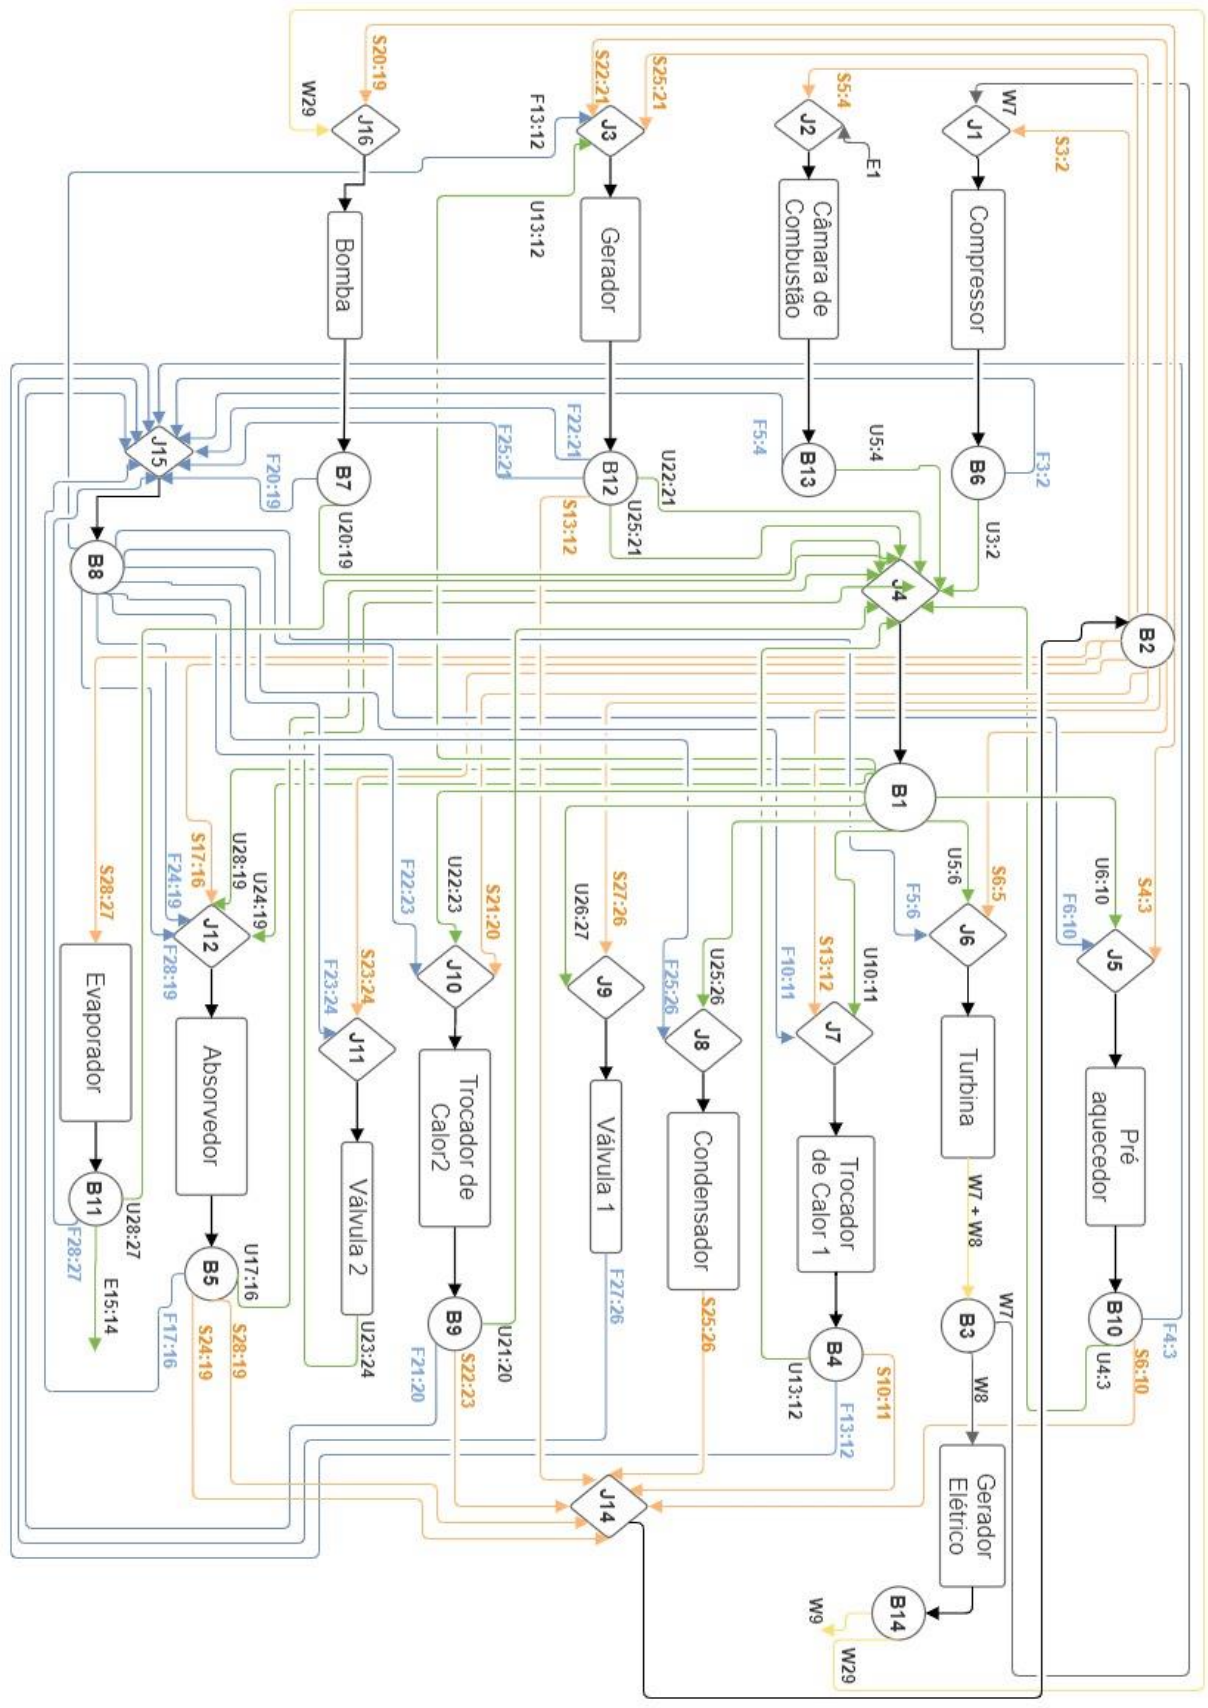 B2
S4:3
U6:10
F6:10
J5
Pré
aquecedor
B10
F4:3
S6:10
U4:3
W7
S3:2
J1
Compressor
B6
F3:2
U3:2
S6:5
U5:6
F5:6
J6
Turbina
W7 + W8
B3
W7
W8
Gerador
Elétrico
B14
W9
W29
S5:4
J2
E1
Câmara de
Combustão
B13
F5:4
U5:4
J4
B1
U10:11
S13:12
F10:11
J7
Trocador
de Calor 1
B4
S10:11
F13:12
U13:12
U25:26
F25:26
J8
Condensador
S25:26
S25:21
S22:21
J3
F13:12
U13:12
Gerador
B12
F22:21
F25:21
U22:21
U25:21
S13:12
S27:26
U26:27
J9
Válvula 1
F27:26
J14
S21:20
U22:23
F22:23
J10
Trocador de
Calor2
B9
U21:20
S22:23
F21:20
S20:19
W29
J16
Bomba
B7
F20:19
U20:19
S23:24
F23:24
J11
Válvula 2
U23:24
J15
U24:19
U28:19
S17:16
F24:19
F28:19
J12
Absorvedor
B5
U17:16
S28:19
S24:19
F17:16
B8
S28:27
Evaporador
B11
U28:27
F28:27
E15:14